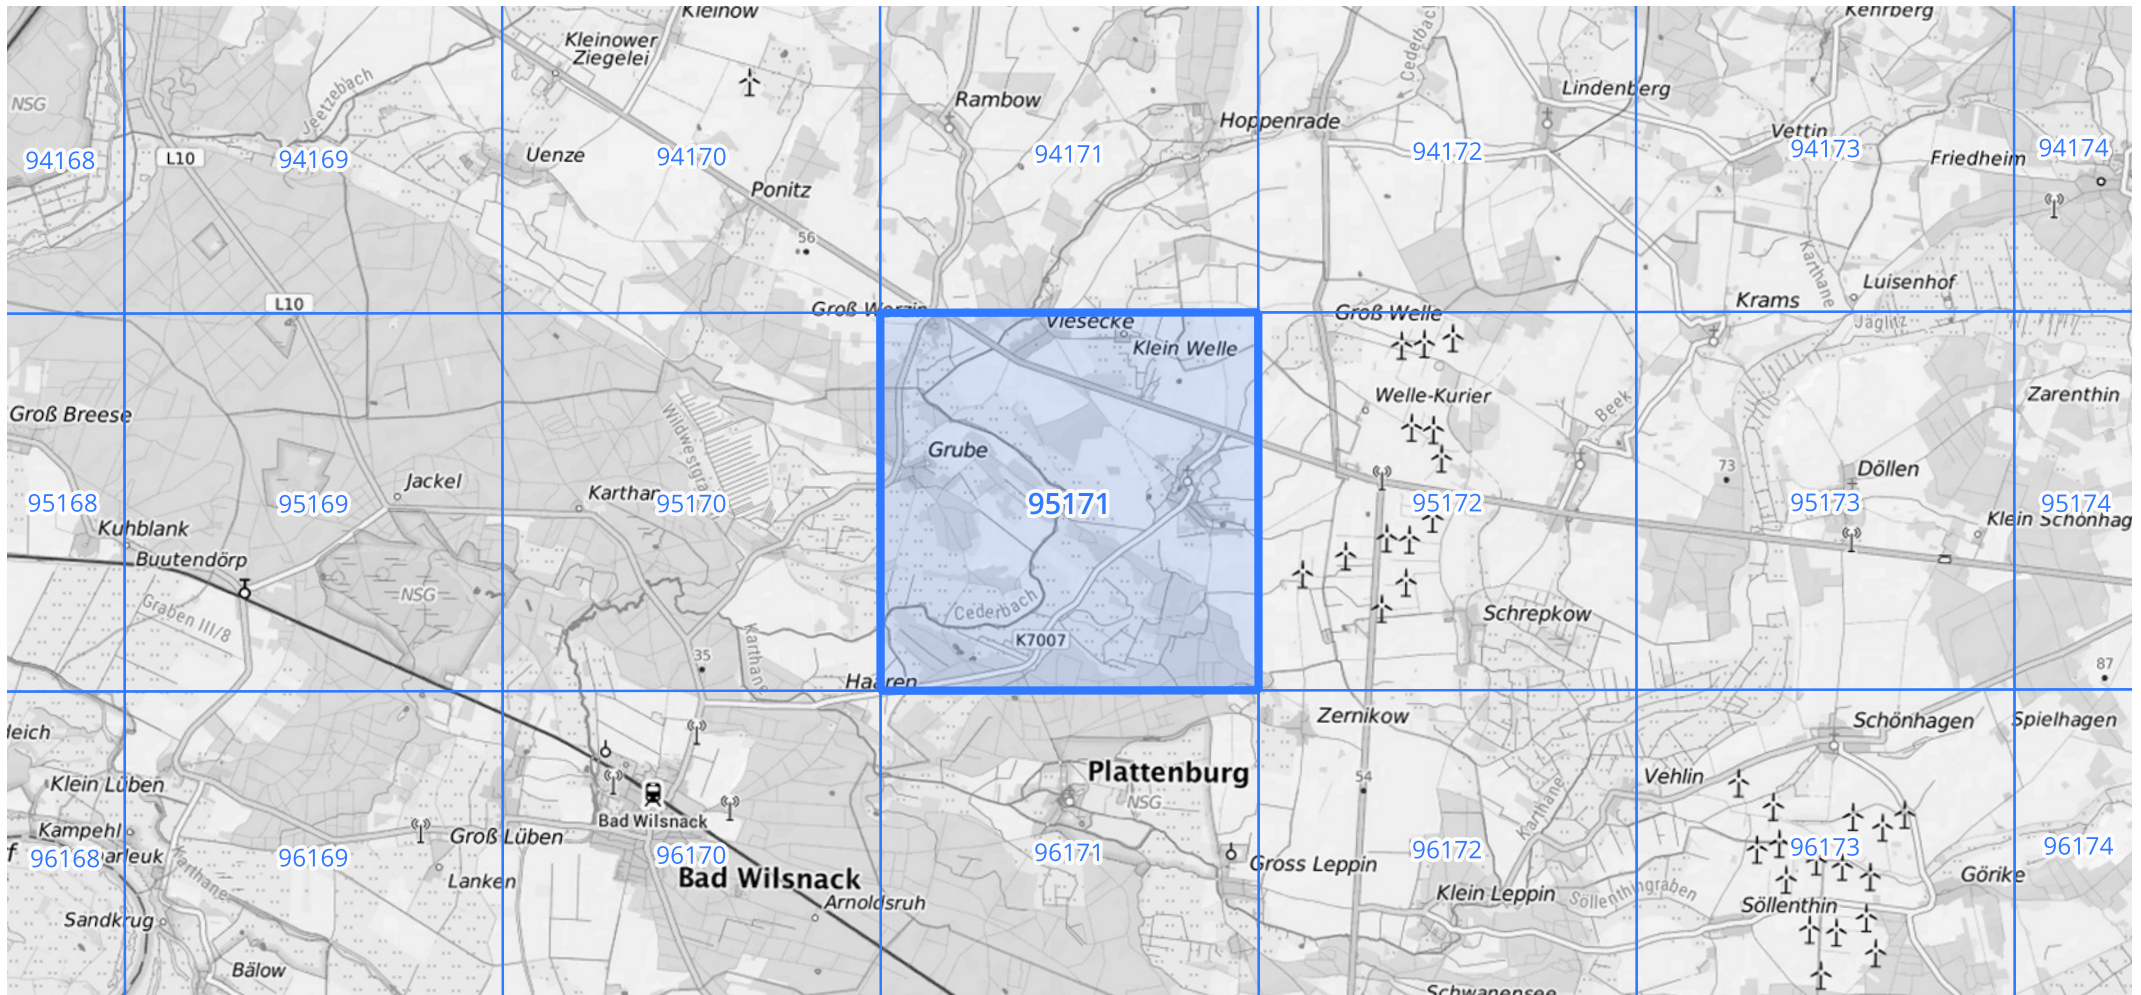 Kleinow
Kehrberg
Kleinower
Ziegelei
Cederbach
Jeetzebach
Rambow
Lindenberg
NSG
Hoppenrade
Vettin
L10
94168
94169
Uenze
94170
94171
94172
94173
Friedheim
94174
Ponitz
56
Karthane
Luisenhof
L10
Krams
Groß Werzin
Groß Welle
Viesecke
Jäglitz
Klein Welle
Welle-Kurier
Zarenthin
Groß Breese
Wildwestgra
Beek
Grube
73
Döllen
Jackel
Karthan
95168
95169
95170
95171
95172
95173
95174
Klein Schönhag
Kuhblank
Buutendörp
NSG
Graben III/8
Cederbach
Schrepkow
K7007
Karthane
35
87
Haaren
Zernikow
Schönhagen
Spielhagen
leich
Plattenburg
54
Vehlin
Klein Lüben
NSG
Bad Wilsnack
Karthane
Kampehl
Groß Lüben
f
arleuk
96168
96169
96170
96171
96172
96173
96174
Gross Leppin
Karthane
Lanken
Bad Wilsnack
Klein Leppin
Söllenthingraben
Görike
Arnoldsruh
Söllenthin
Sandkrug
Bälow
Schwanensee